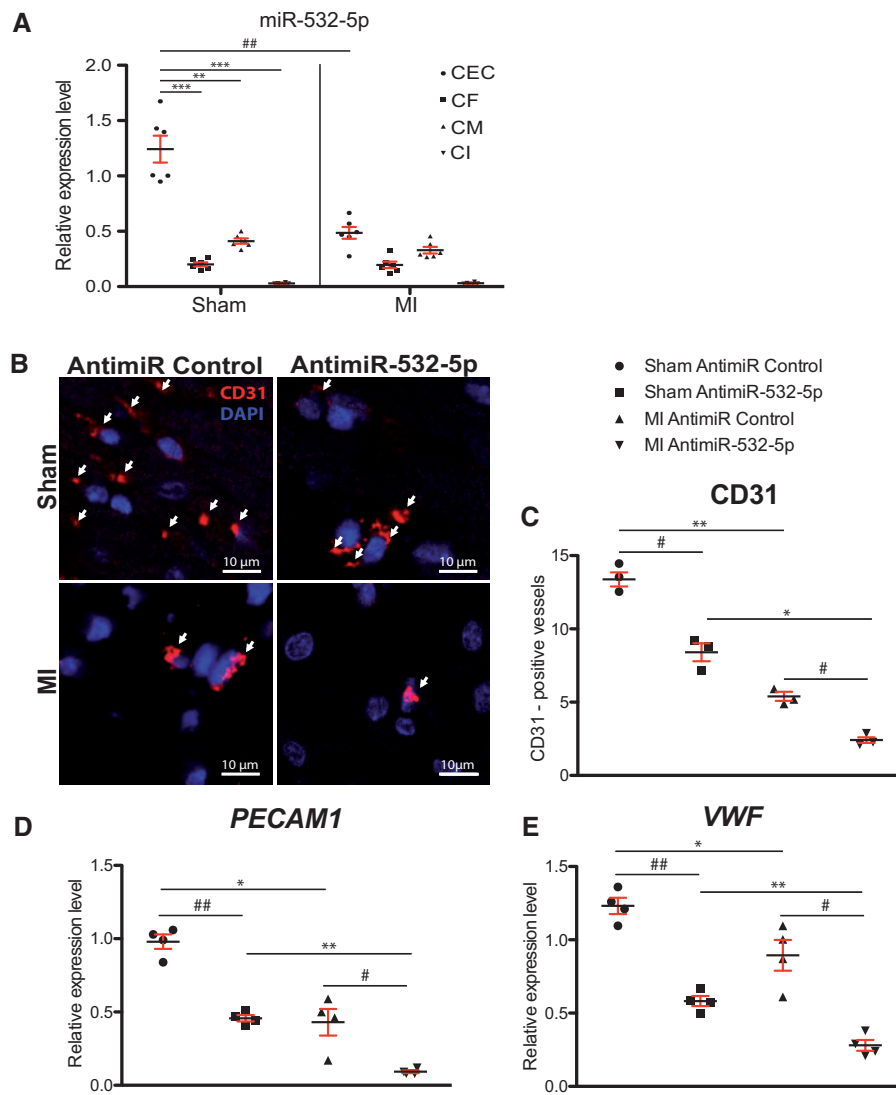 A
miR-532-5p
##
***
**
***
Relative expression level
2.0
1.5
1.0
0.5
0.0
CEC
CF
CM
CI
Sham
MI
B
AntimiR Control
AntimiR-532-5p
CD31
DAPI
Sham
10 µm
10 µm
MI
10 µm
10µm
Sham AntimiR Control
Sham AntimiR-532-5p
MI AntimiR Control
MI AntimiR-532-5p
C
CD31
**
#
*
#
CD31 - positive vessels
15
10
5
0
D
PECAM1
*
##
**
#
Relative expression level
1.5
1.0
0.5
0.0
E
VWF
*
##
**
#
Relative expression level
1.5
1.0
0.5
0.0